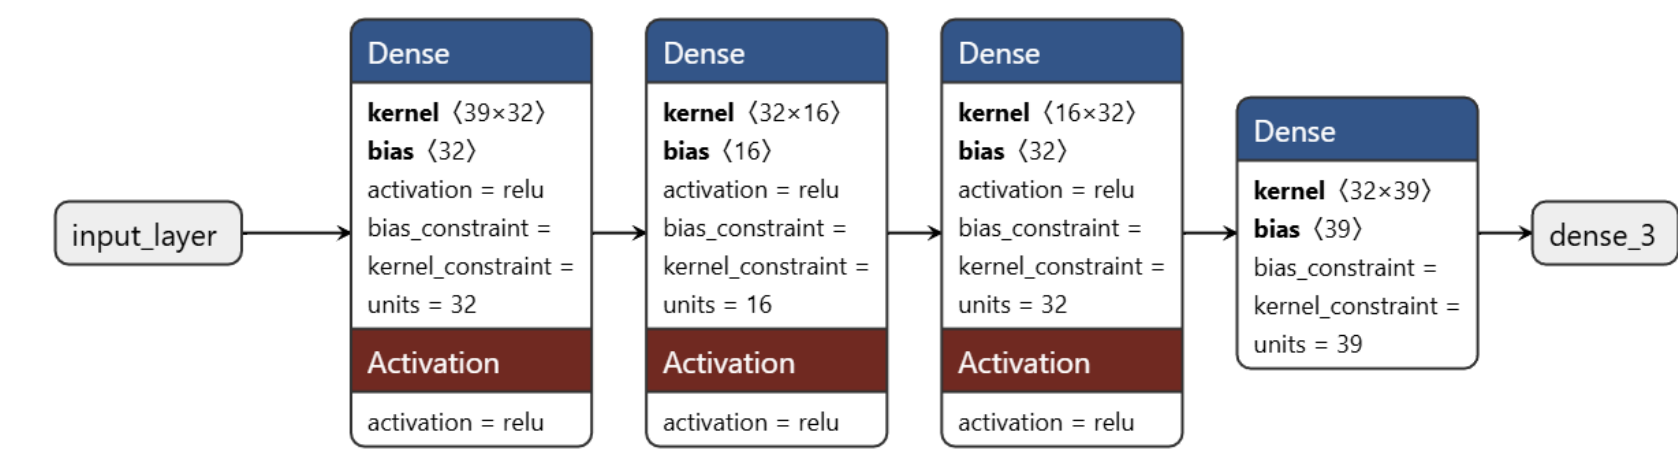 input_layer
Dense
kernel 〈39×32〉
bias 〈32〉
activation = relu
bias_constraint =
kernel_constraint =
units = 32
Activation
activation = relu
Dense
kernel 〈32×16〉
bias 〈16〉
activation = relu
bias_constraint =
kernel_constraint =
units = 16
Activation
activation = relu
Dense
kernel 〈16×32〉
bias 〈32〉
activation = relu
bias_constraint =
kernel_constraint =
units = 32
Activation
activation = relu
Dense
kernel 〈32×39〉
bias 〈39〉
bias_constraint =
kernel_constraint =
units = 39
dense_3